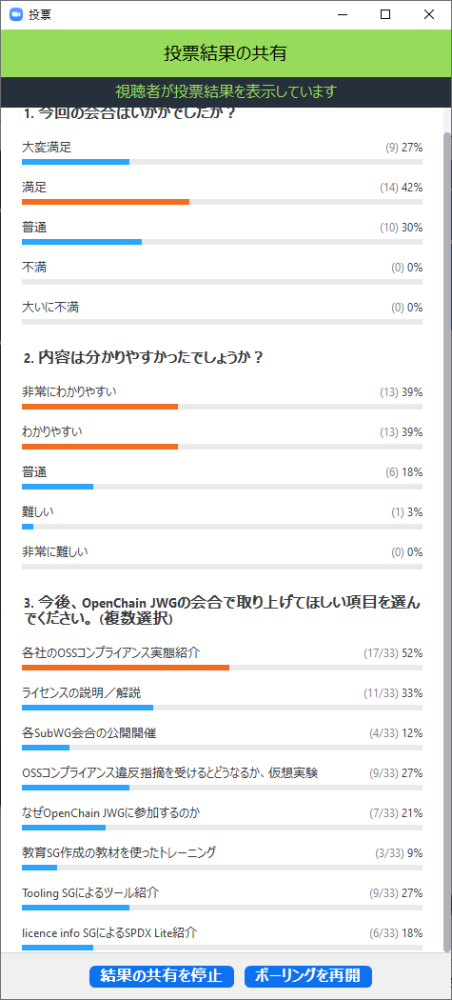 投票
投票結果の共有
視聴者が投票結果を表示しています
1. 今回の会合はいかがでしたか？
大変満足 (9) 27%
満足 (14) 42%
普通 (10) 30%
不満 (0) 0%
大いに不満 (0) 0%
2. 内容は分かりやすかったでしょうか？
非常にわかりやすい (13) 39%
わかりやすい (13) 39%
普通 (6) 18%
難しい (1) 3%
非常に難しい (0) 0%
3. 今後、OpenChain JWGの会合で取り上げてほしい項目を選ん
でください。(複数選択)
各社のOSSコンプライアンス実態紹介 (17/33) 52%
ライセンスの説明／解説 (11/33) 33%
各SubWG会合の公開開催 (4/33) 12%
OSSコンプライアンス違反指摘を受けるとどうなるか、仮想実験 (9/33) 27%
なぜOpenChain JWGに参加するのか (7/33) 21%
教育SG作成の教材を使ったトレーニング (3/33) 9%
Tooling SGによるツール紹介 (9/33) 27%
licence info SGによるSPDX Lite紹介 (6/33) 18%
結果の共有を停止 ポーリングを再開